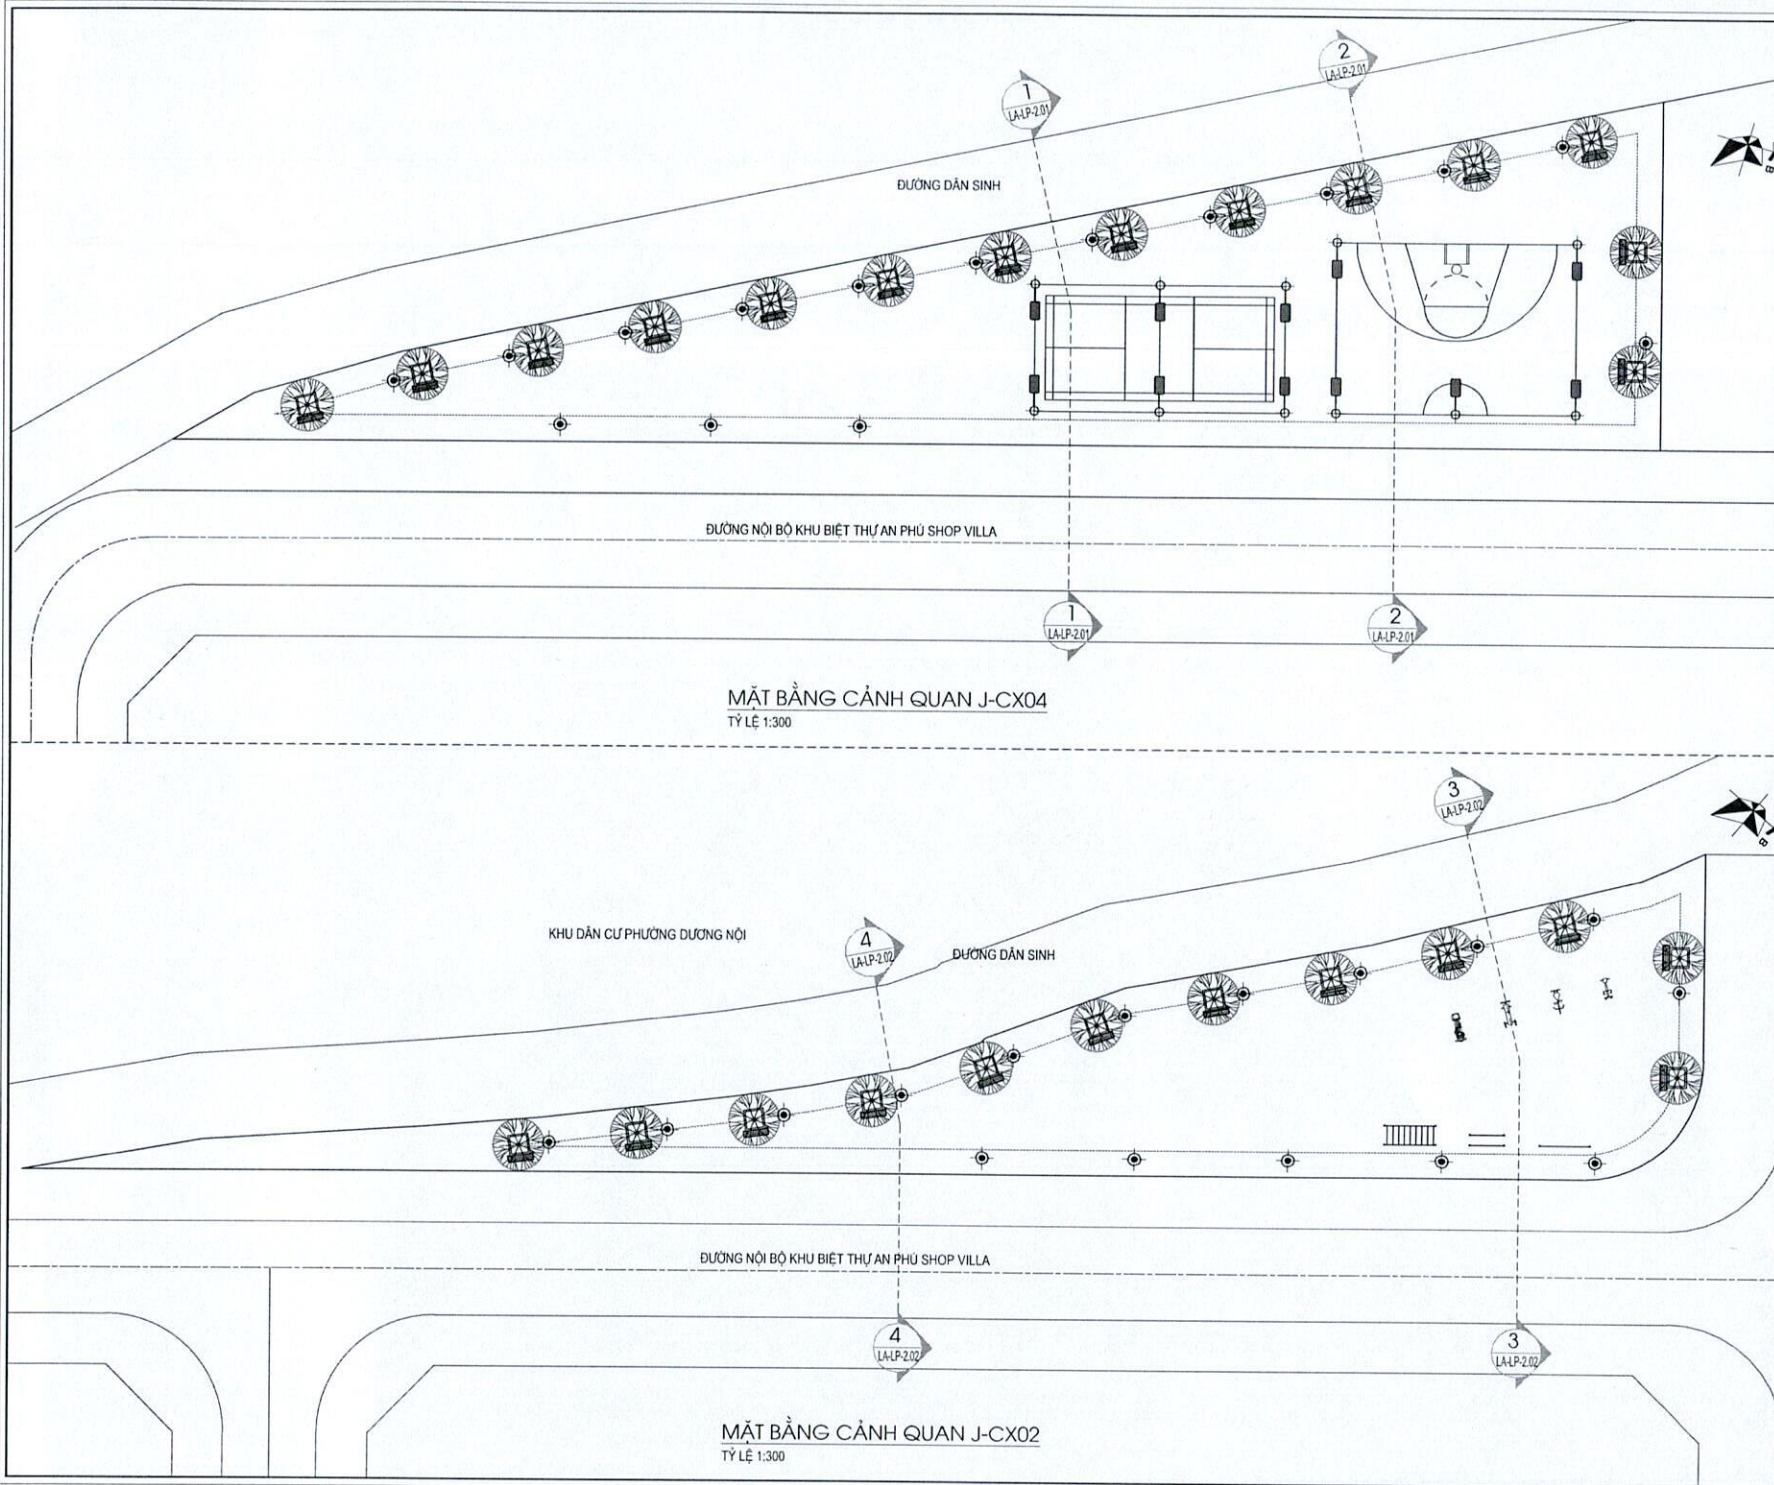 2
LA-LP-2.01
1
LA-LP-2.01
ĐƯỜNG DÂN SINH
B
ĐƯỜNG NỘI BỘ KHU BIỆT THỰ AN PHÚ SHOP VILLA
1
LA-LP-2.01
2
LA-LP-2.01
MẶT BẰNG CẢNH QUAN J-CX04
TỶ LỆ 1:300
3
LA-LP-2.02
B
KHU DÂN CƯ PHƯỜNG DƯƠNG NỘI
4
LA-LP-2.02
ĐƯỜNG DÂN SINH
ĐƯỜNG NỘI BỘ KHU BIỆT THỰ AN PHÚ SHOP VILLA
4
LA-LP-2.02
3
LA-LP-2.02
MẶT BẰNG CẢNH QUAN J-CX02
TỶ LỆ 1:300